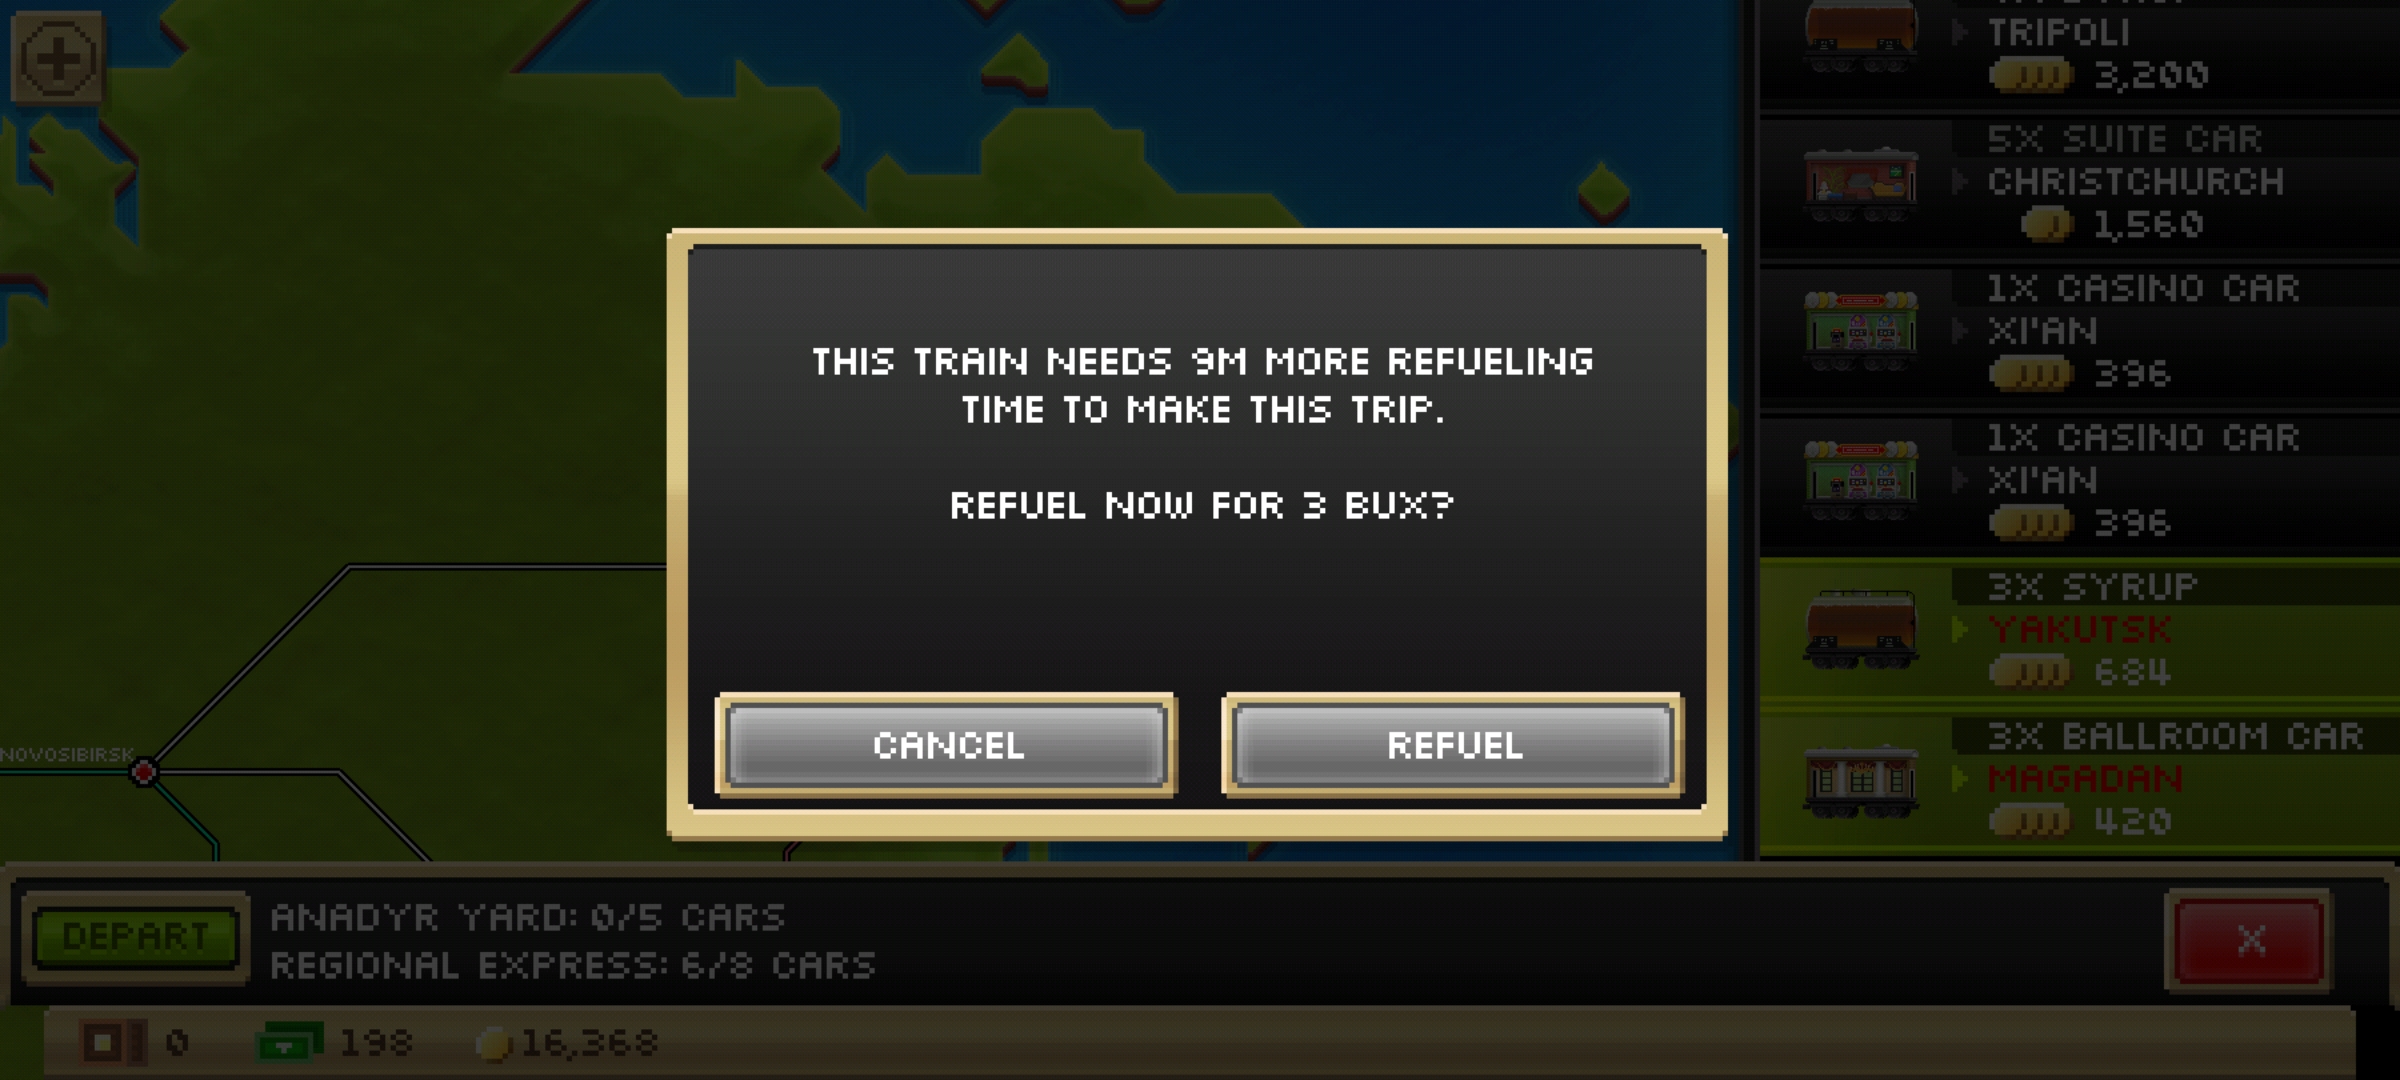 TRIPOLI
3,200
5X SUITE CAR
CHRISTCHURCH
1,560
1X CASINO CAR
XI'AN
396
1X CASINO CAR
XI'AN
396
3X SYRUP
YAKUTSK
684
3X BALLROOM CAR
MAGADAN
420
THIS TRAIN NEEDS 9M MORE REFUELING
TIME TO MAKE THIS TRIP.
REFUEL NOW FOR 3 BUX?
CANCEL
REFUEL
NOVOSIBIRSK
DEPART
ANADYR YARD: 0/5 CARS
REGIONAL EXPRESS: 6/8 CARS
X
0
198
16,368